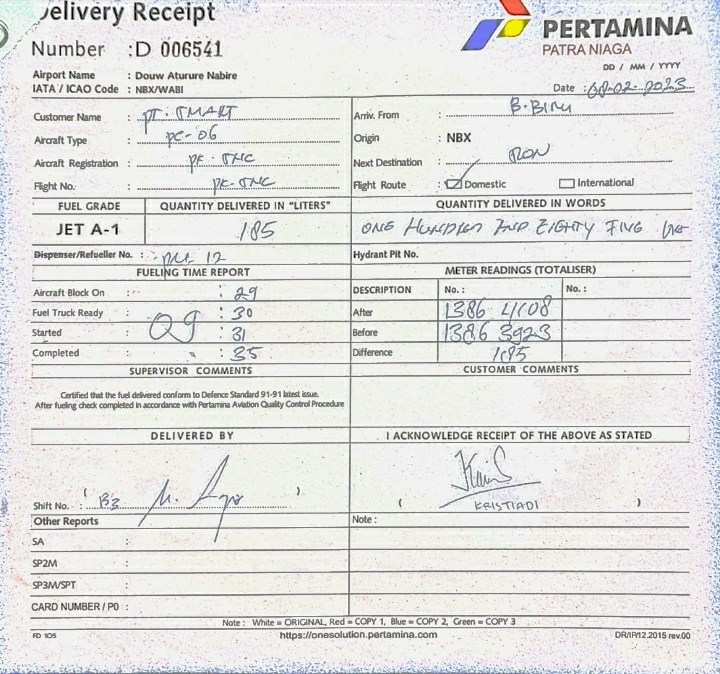 Delivery Receipt
Number : D 006541
PERTAMINA
PATRA NIAGA
Airport Name : Douw Aturure Nabire
IATA / ICAO Code : NBX/WABI
DD / MM / YYYY
Date : 08-02-2023
Customer Name : PT. SMART
Aircraft Type : PC-06
Aircraft Registration : PK-SNC
Flight No. : PK-SNC
Arriv. From : B.BIRU
Origin : NBX
Next Destination :
Flight Route : ☑ Domestic ☐ International
FUEL GRADE QUANTITY DELIVERED IN "LITERS" QUANTITY DELIVERED IN WORDS
JET A-1 185 ONE HUNDRED AND EIGHTY FIVE
Dispenser/Refueller No. : 12 Hydrant Pit No.
FUELING TIME REPORT
Aircraft Block On : : 29
Fuel Truck Ready : 09 : 30
Started : : 31
Completed : : 35
METER READINGS (TOTALISER)
DESCRIPTION No. : No. :
After 1386 4108
Before 1386 3923
Difference 185
SUPERVISOR COMMENTS CUSTOMER COMMENTS
Certified that the fuel delivered conform to Defence Standard 91-91 latest issue.
After fueling check completed in accordance with Pertamina Aviation Quality Control Procedure
DELIVERED BY I ACKNOWLEDGE RECEIPT OF THE ABOVE AS STATED
( )
Shift No. : B3
( KRISTIADI )
Other Reports Note :
SA :
SP2M :
SP3M/SPT :
CARD NUMBER / PO :
Note : White = ORIGINAL, Red = COPY 1, Blue = COPY 2, Green = COPY 3
FD 105 https://onesolution.pertamina.com DR/IP/12.2015 rev.00